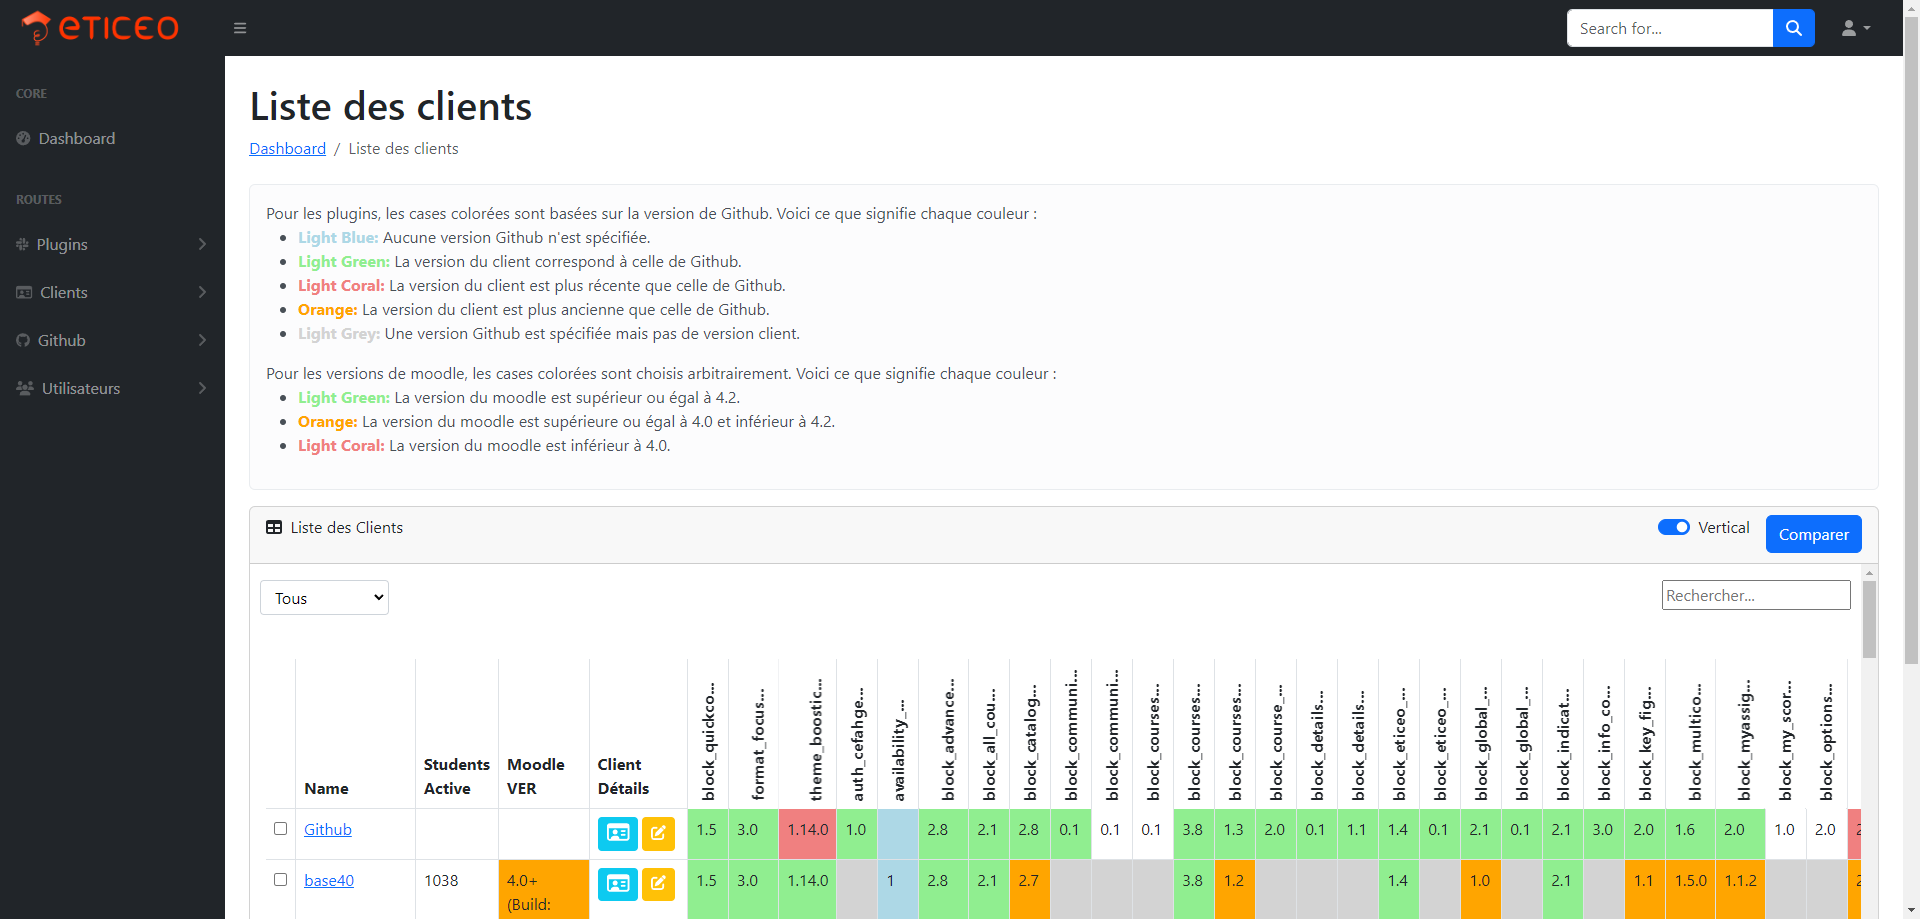 eticeo
Search for...
CORE
Dashboard
ROUTES
Plugins
Clients
Github
Utilisateurs
Liste des clients
Dashboard / Liste des clients
Pour les plugins, les cases colorées sont basées sur la version de Github. Voici ce que signifie chaque couleur :
Light Blue: Aucune version Github n'est spécifiée.
Light Green: La version du client correspond à celle de Github.
Light Coral: La version du client est plus récente que celle de Github.
Orange: La version du client est plus ancienne que celle de Github.
Light Grey: Une version Github est spécifiée mais pas de version client.
Pour les versions de moodle, les cases colorées sont choisis arbitrairement. Voici ce que signifie chaque couleur :
Light Green: La version du moodle est supérieur ou égal à 4.2.
Orange: La version du moodle est supérieure ou égal à 4.0 et inférieur à 4.2.
Light Coral: La version du moodle est inférieur à 4.0.
Liste des Clients
Vertical
Comparer
Tous
Rechercher...
Name
Students Active
Moodle VER
Client Détails
block_quickco...
format_focus...
theme_boostic...
auth_cefahge...
availability_...
block_advance...
block_all_cou...
block_catalog...
block_communi...
block_communi...
block_courses...
block_courses...
block_courses...
block_course_...
block_details...
block_details...
block_eticeo_...
block_eticeo_...
block_global_...
block_global_...
block_indicat...
block_info_co...
block_key_fig...
block_multico...
block_myassig...
block_my_scor...
block_options...
Github 1.5 3.0 1.14.0 1.0 2.8 2.1 2.8 0.1 0.1 0.1 3.8 1.3 2.0 0.1 1.1 1.4 0.1 2.1 0.1 2.1 3.0 2.0 1.6 2.0 1.0 2.0
base40 1038 4.0+ (Build: 1.5 3.0 1.14.0 1 2.8 2.1 2.7 3.8 1.2 1.4 1.0 2.1 1.1 1.5.0 1.1.2